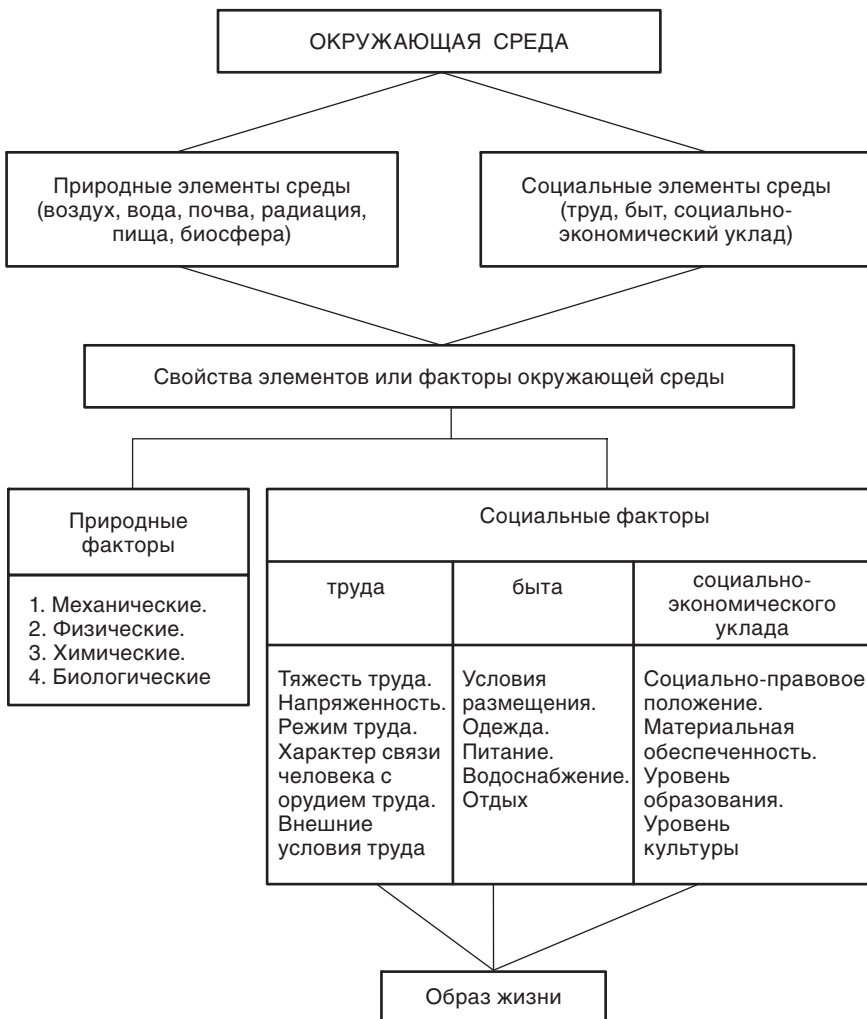 ОКРУЖАЮЩАЯ СРЕДА
Природные элементы среды
(воздух, вода, почва, радиация,
пища, биосфера)
Социальные элементы среды
(труд, быт, социально-
экономический уклад)
Свойства элементов или факторы окружающей среды
Природные
факторы
1. Механические.
2. Физические.
3. Химические.
4. Биологические
Социальные факторы
труда
Тяжесть труда.
Напряженность.
Режим труда.
Характер связи
человека с
орудием труда.
Внешние
условия труда
быта
Условия
размещения.
Одежда.
Питание.
Водоснабжение.
Отдых
социально-
экономического
уклада
Социально-правовое
положение.
Материальная
обеспеченность.
Уровень
образования.
Уровень
культуры
Образ жизни